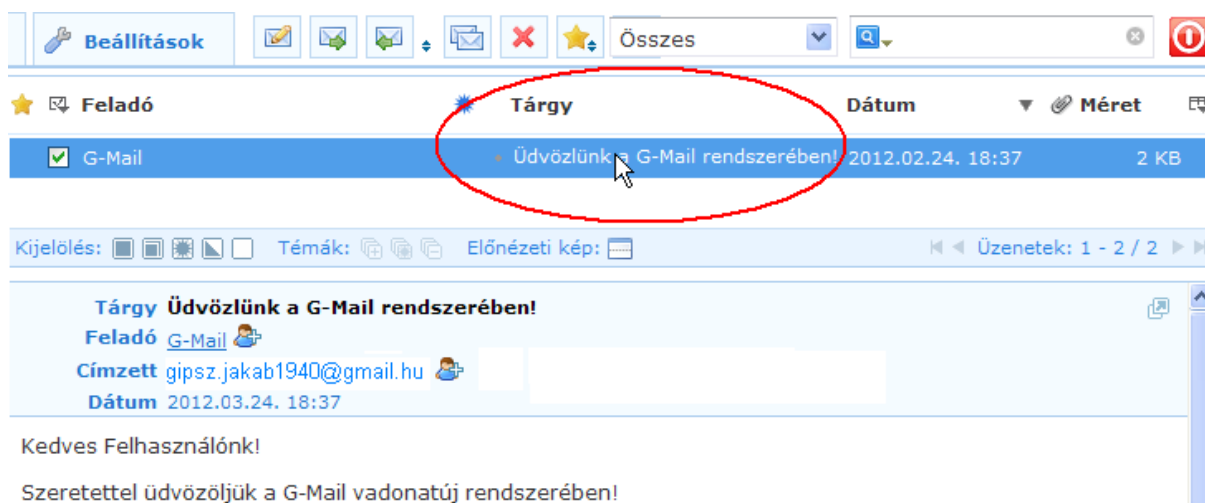 Beállítások Összes
Feladó Tárgy Dátum Méret
G-Mail Üdvözlünk a G-Mail rendszerében! 2012.02.24. 18:37 2 KB
Kijelölés: Témák: Előnézeti kép: Üzenetek: 1 - 2 / 2
Tárgy Üdvözlünk a G-Mail rendszerében!
Feladó G-Mail
Címzett gipsz.jakab1940@gmail.hu
Dátum 2012.03.24. 18:37
Kedves Felhasználónk!
Szeretettel üdvözöljük a G-Mail vadonatúj rendszerében!